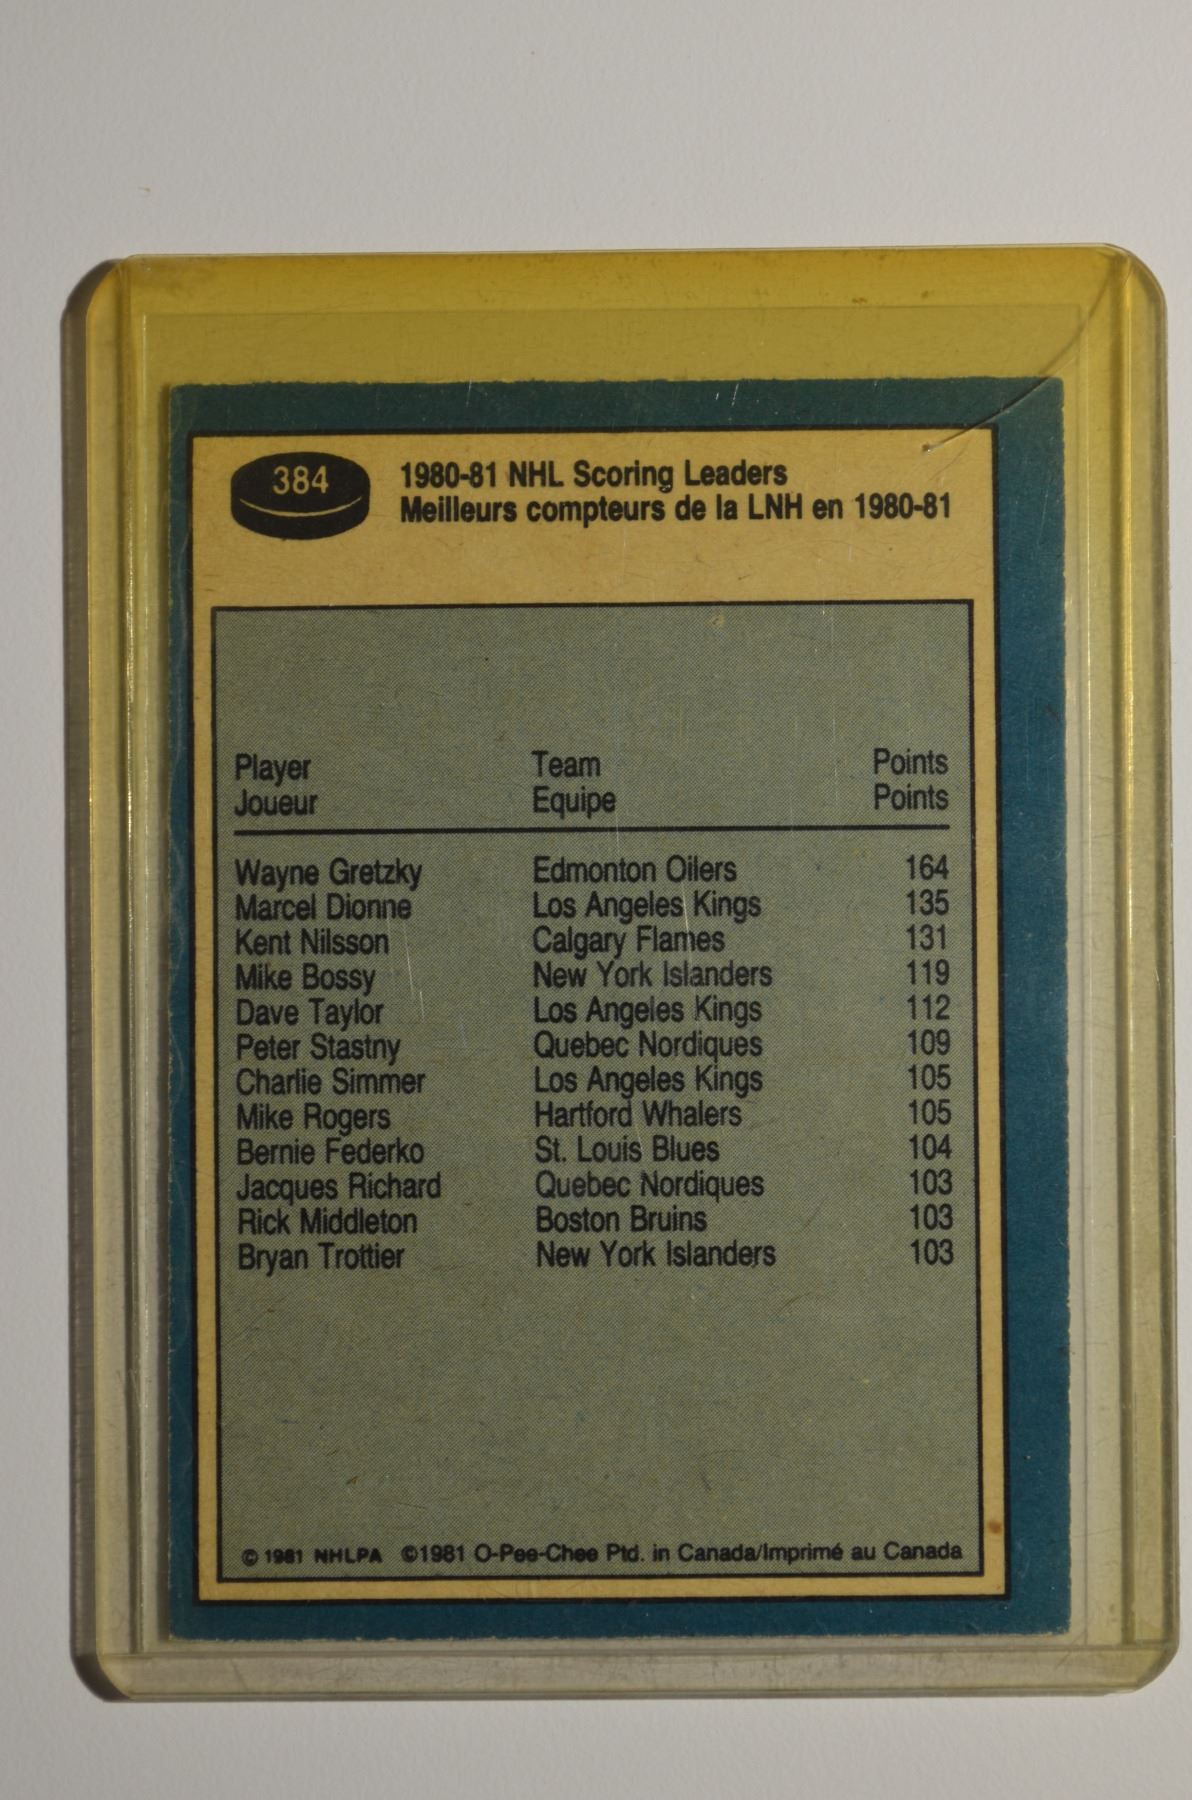 384
1980-81 NHL Scoring Leaders
Meilleurs compteurs de la LNH en 1980-81
Player Team Points
Joueur Equipe Points
Wayne Gretzky Edmonton Oilers 164
Marcel Dionne Los Angeles Kings 135
Kent Nilsson Calgary Flames 131
Mike Bossy New York Islanders 119
Dave Taylor Los Angeles Kings 112
Peter Stastny Quebec Nordiques 109
Charlie Simmer Los Angeles Kings 105
Mike Rogers Hartford Whalers 105
Bernie Federko St. Louis Blues 104
Jacques Richard Quebec Nordiques 103
Rick Middleton Boston Bruins 103
Bryan Trottier New York Islanders 103
© 1981 NHLPA ©1981 O-Pee-Chee Ptd. in Canada/Imprimé au Canada